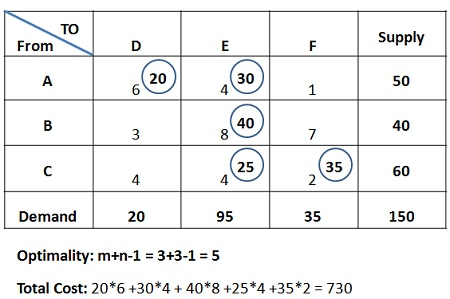 TO
From D E F Supply
A 6 20 4 30 1 50
B 3 8 40 7 40
C 4 4 25 2 35 60
Demand 20 95 35 150
Optimality: m+n-1 = 3+3-1 = 5
Total Cost: 20*6 +30*4 + 40*8 +25*4 +35*2 = 730